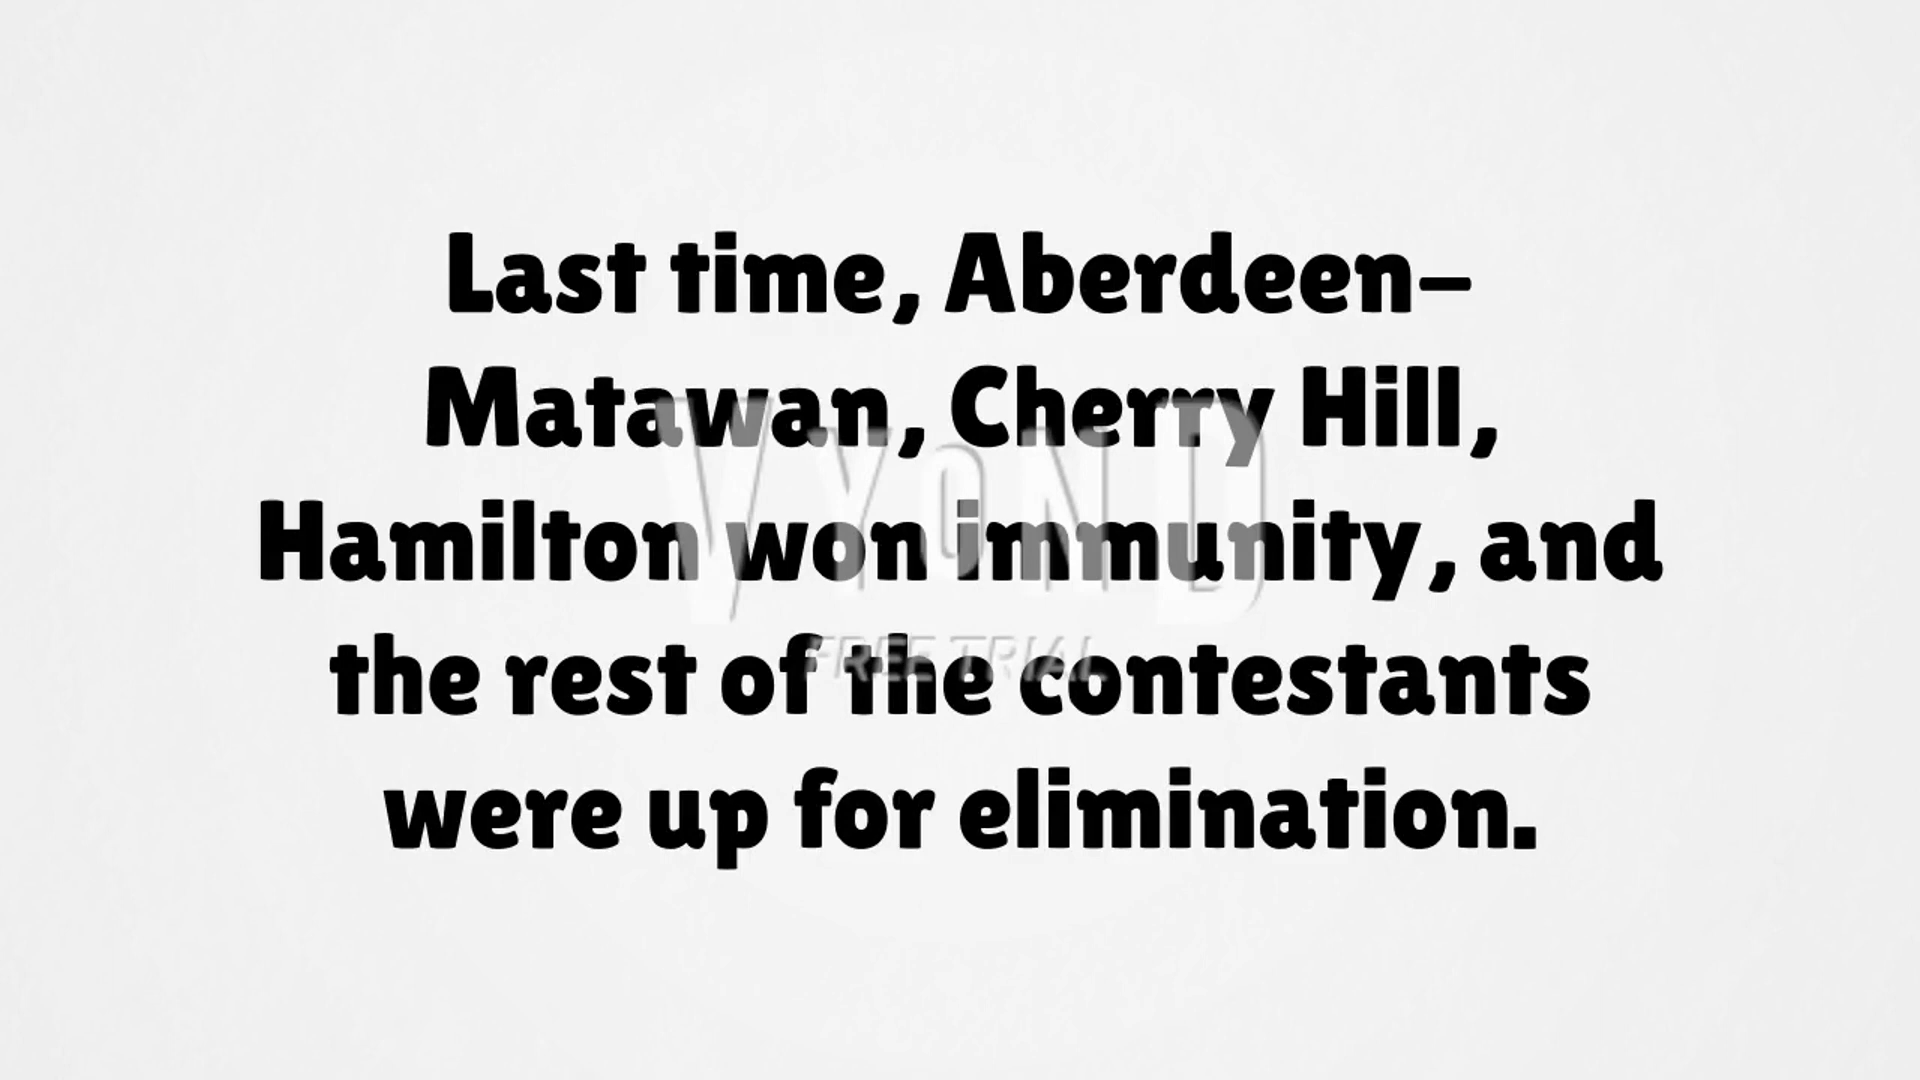 Last time, Aberdeen-
Matawan, Cherry Hill,
Hamilton won immunity, and
the rest of the contestants
were up for elimination.
VYOND
FREE TRIAL